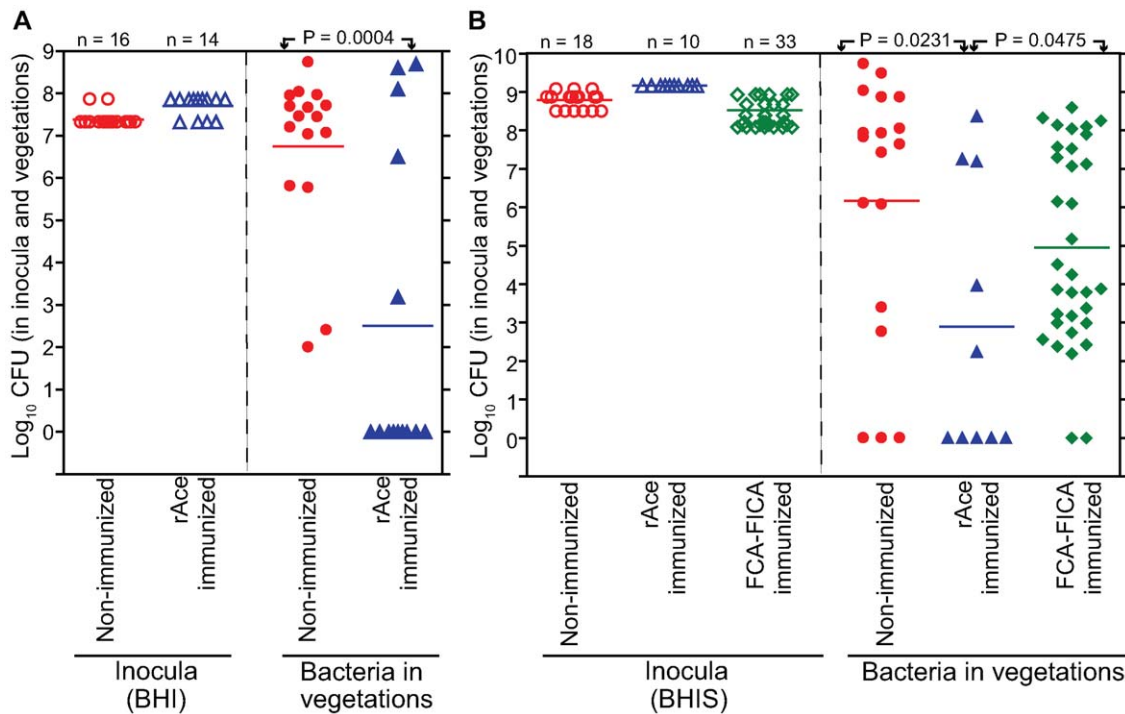 A
n = 16
n = 14
P = 0.0004
Log10 CFU (in inocula and vegetations)
9
8
7
6
5
4
3
2
1
0
Non-immunized
rAce
immunized
Non-immunized
rAce
immunized
Inocula
(BHI)
Bacteria in
vegetations
B
n = 18
n = 10
n = 33
P = 0.0231
P = 0.0475
Log10 CFU (in inocula and vegetations)
10
9
8
7
6
5
4
3
2
1
0
Non-immunized
rAce
immunized
FCA-FICA
immunized
Non-immunized
rAce
immunized
FCA-FICA
immunized
Inocula
(BHIS)
Bacteria in vegetations